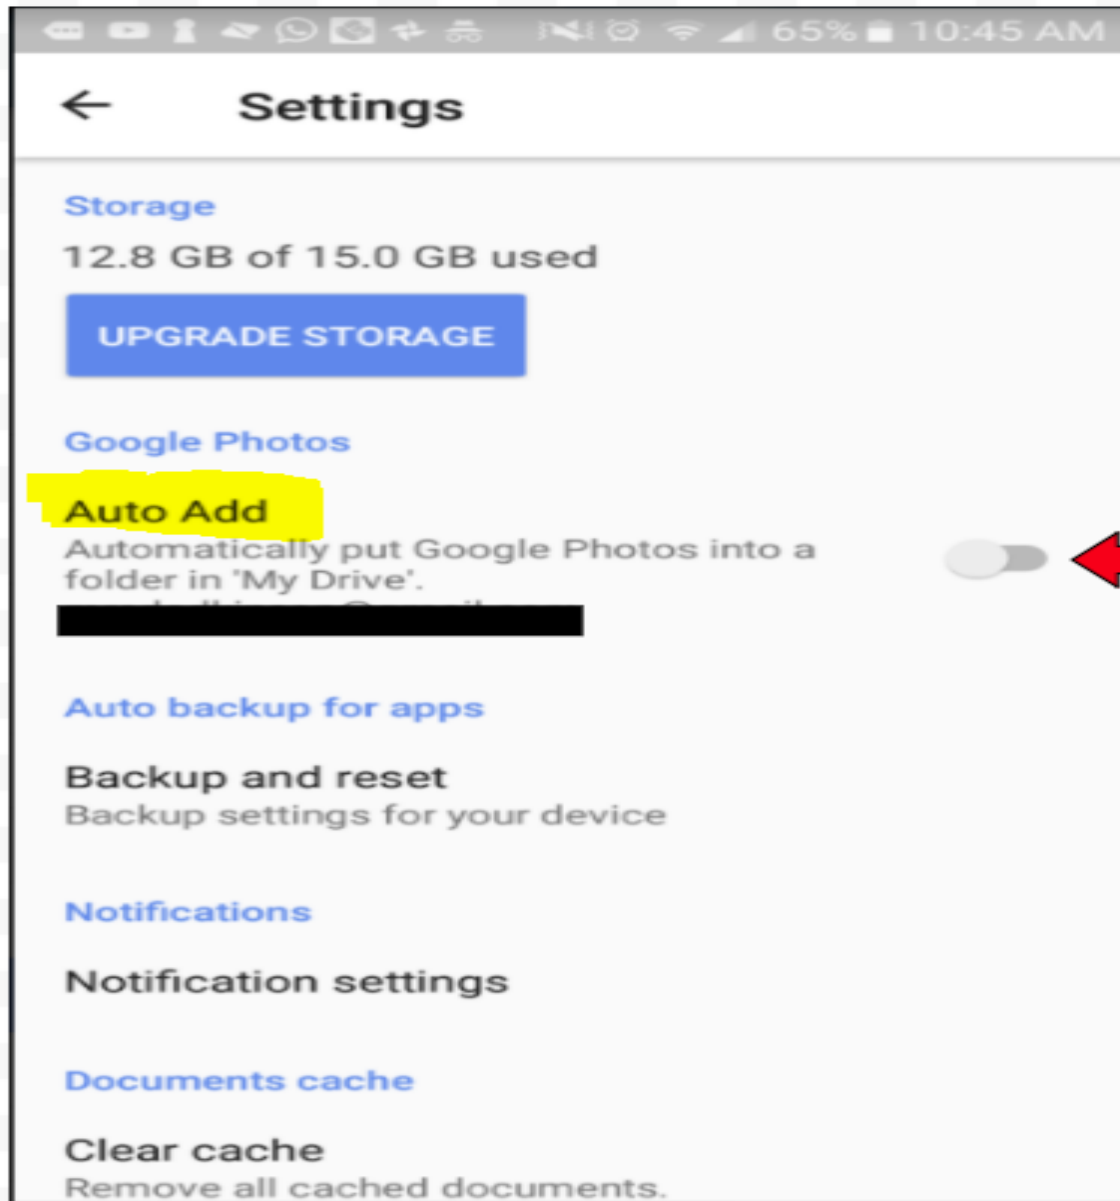 65% 10:45 AM
Settings
Storage
12.8 GB of 15.0 GB used
UPGRADE STORAGE
Google Photos
Auto Add
Automatically put Google Photos into a
folder in 'My Drive'.
Auto backup for apps
Backup and reset
Backup settings for your device
Notifications
Notification settings
Documents cache
Clear cache
Remove all cached documents.